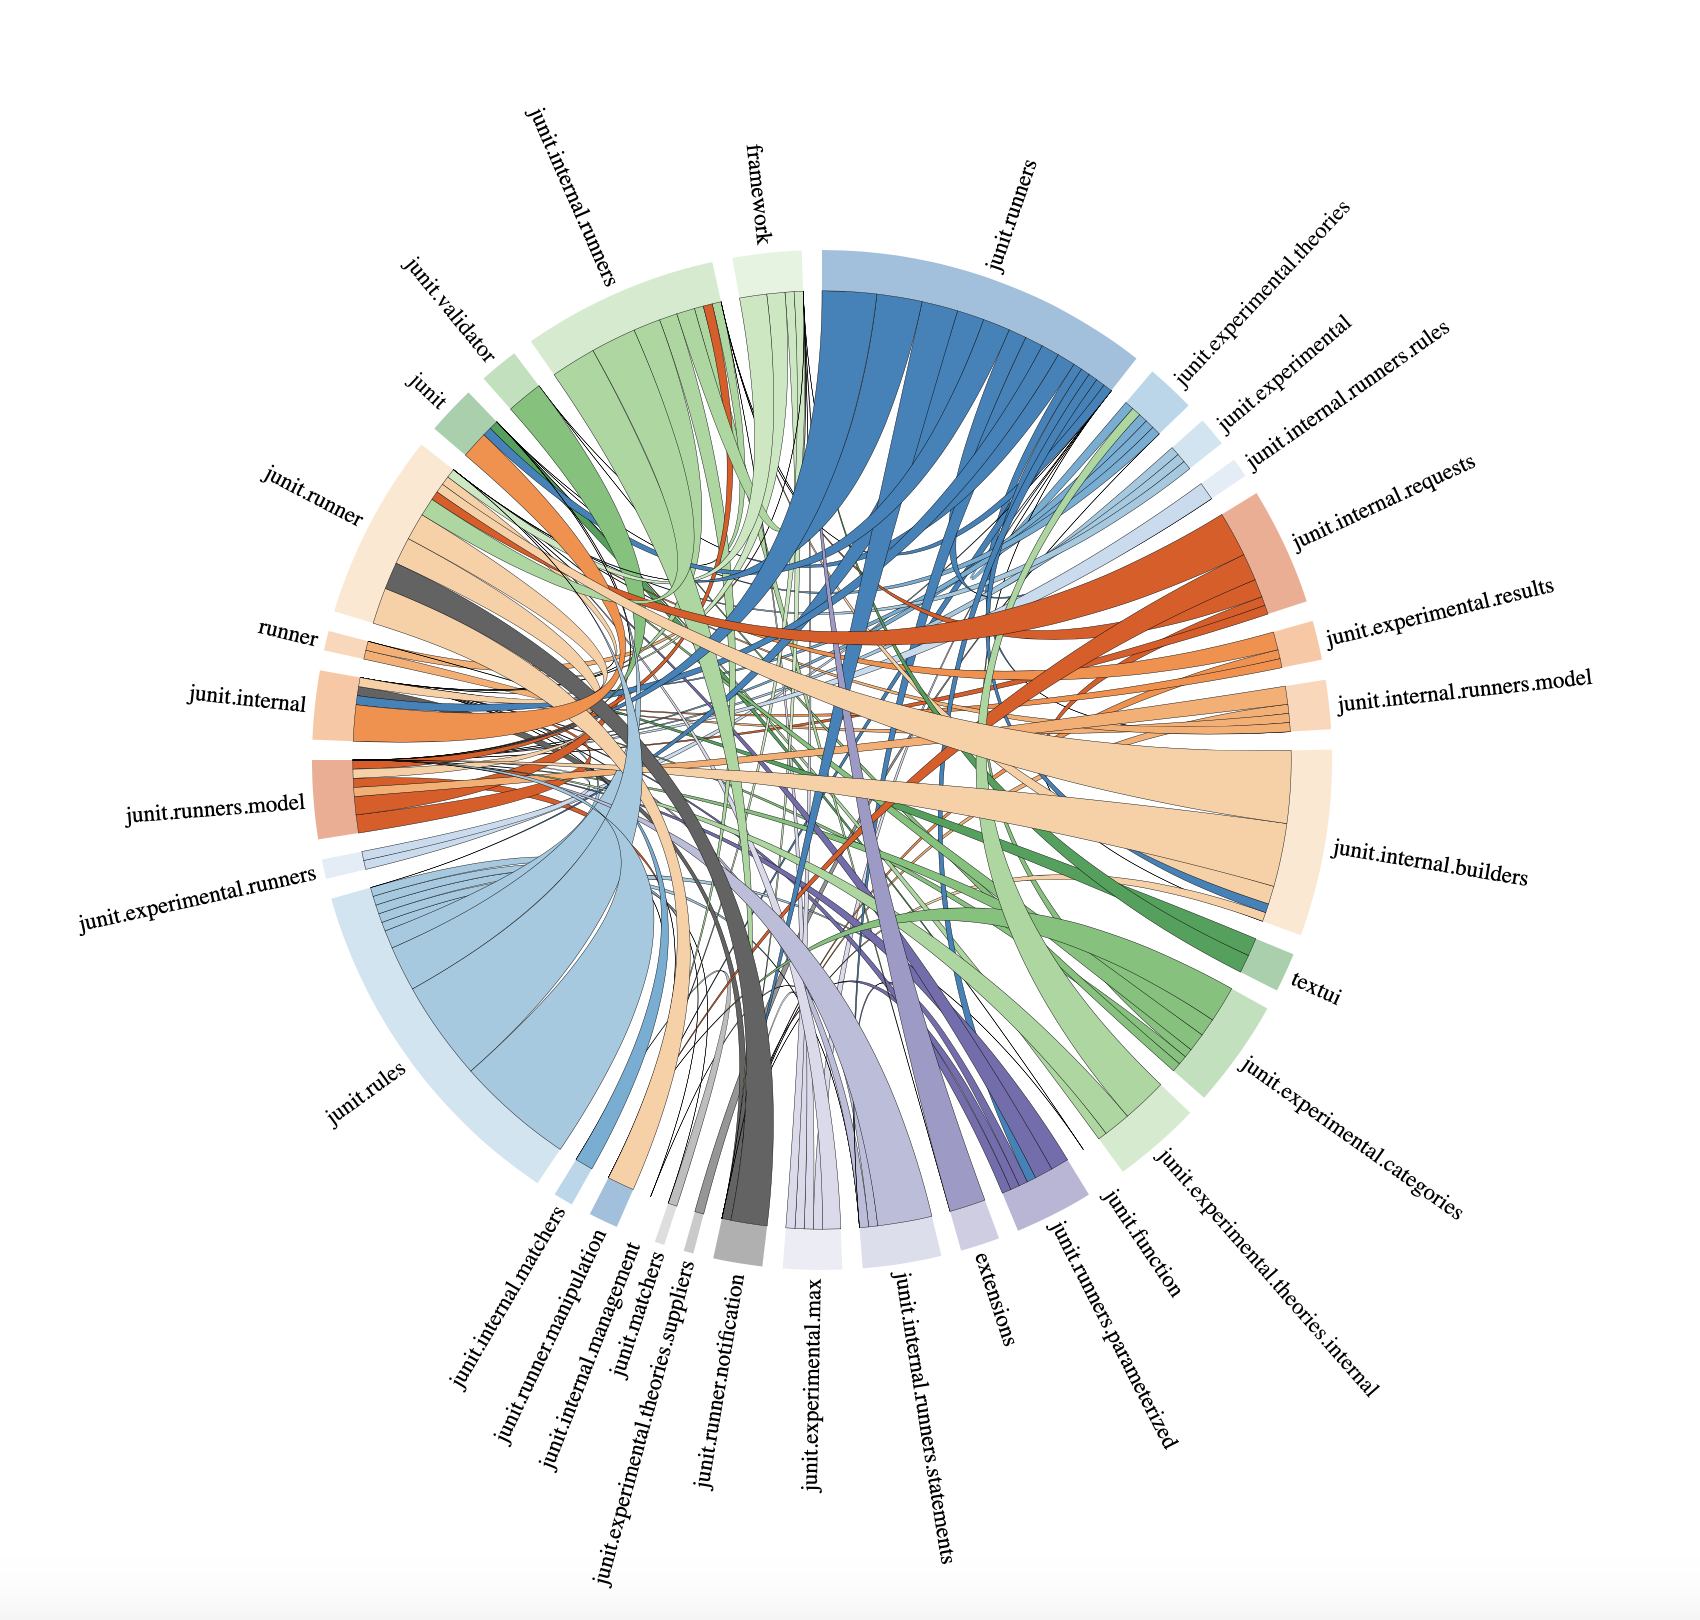 junit.runners
junit.experimental.theories
junit.experimental
junit.internal.runners.rules
junit.internal.requests
junit.experimental.results
junit.internal.runners.model
junit.internal.builders
textui
junit.experimental.categories
junit.experimental.theories.internal
junit.function
junit.runners.parameterized
extensions
junit.internal.runners.statements
junit.experimental.max
junit.runner.notification
junit.experimental.theories.suppliers
junit.matchers
junit.internal.management
junit.runner.manipulation
junit.internal.matchers
junit.rules
junit.experimental.runners
junit.runners.model
junit.internal
runner
junit.runner
junit
junit.validator
junit.internal.runners
framework